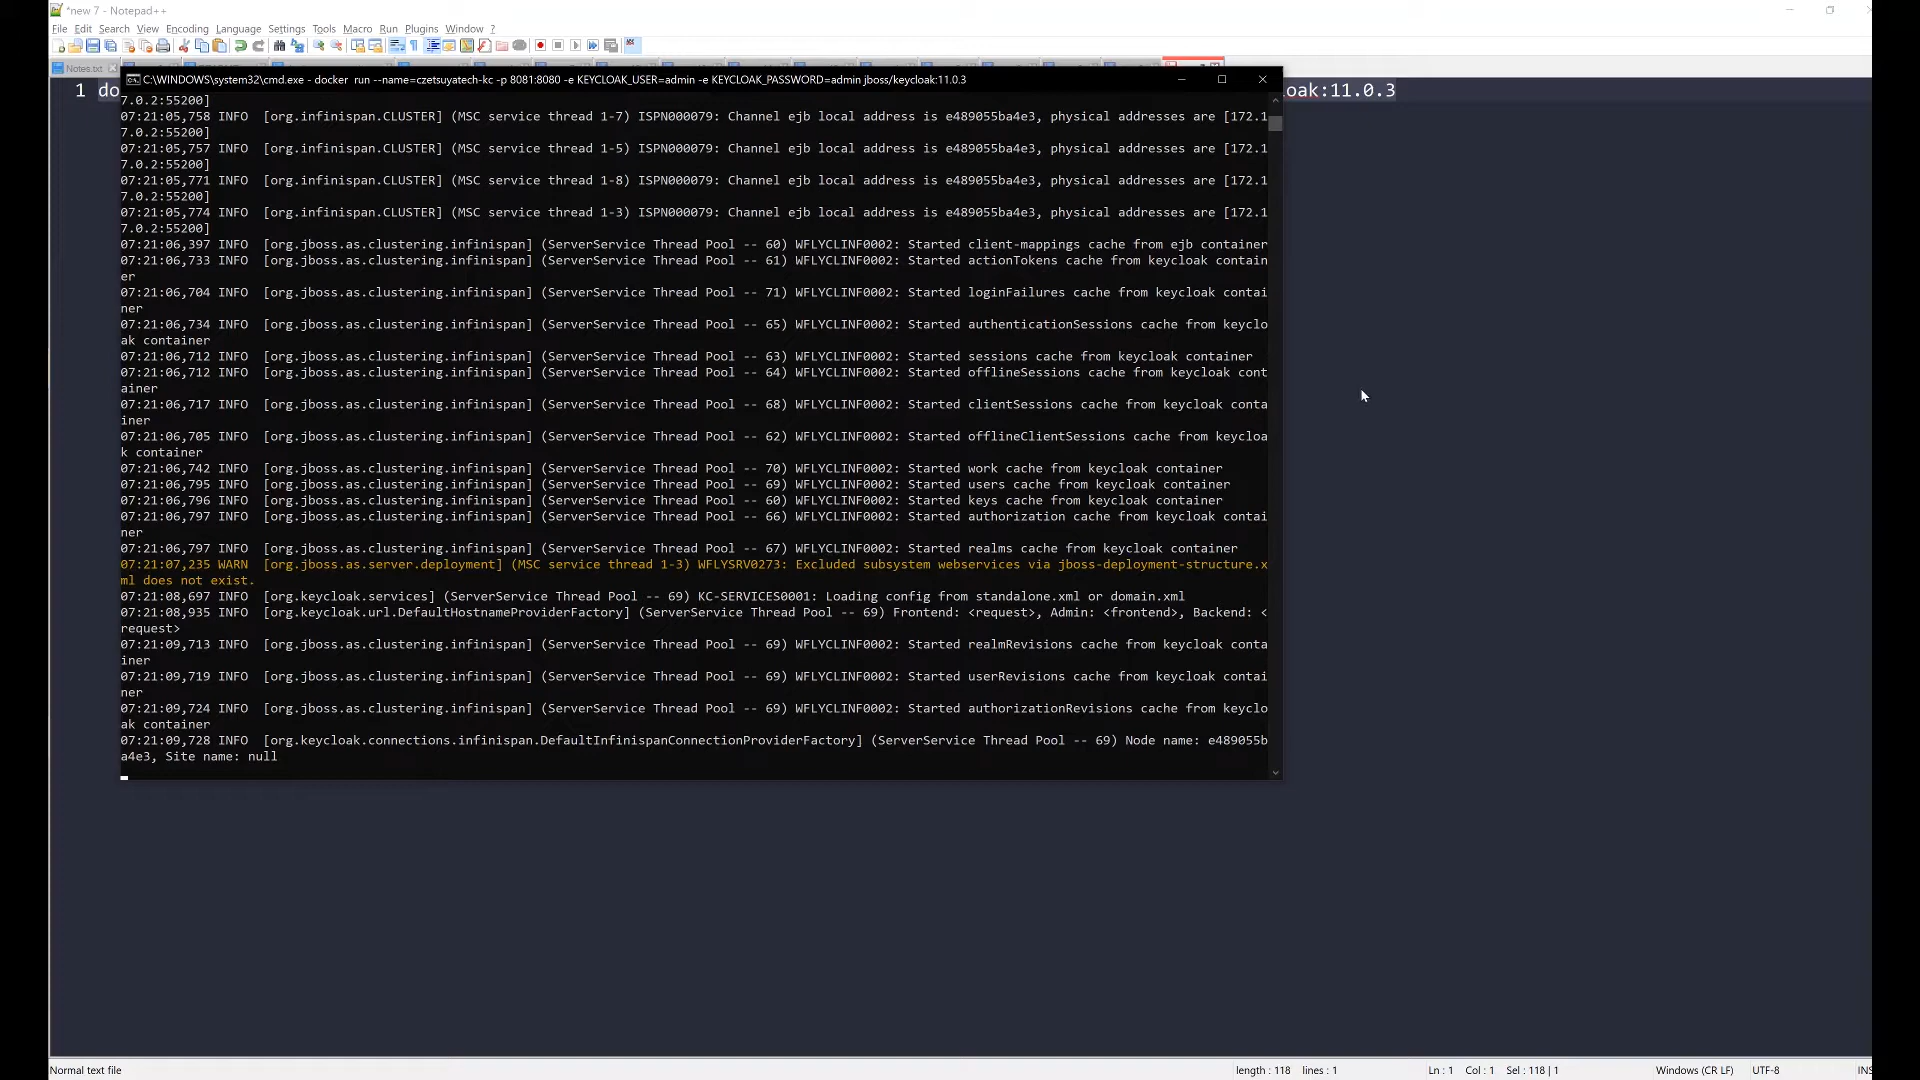 *new 7 - Notepad++
File Edit Search View Encoding Language Settings Tools Macro Run Plugins Window ?
Notes.txt
C:\WINDOWS\system32\cmd.exe - docker  run --name=czetsuyatech-kc -p 8081:8080 -e KEYCLOAK_USER=admin -e KEYCLOAK_PASSWORD=admin jboss/keycloak:11.0.3
1 do
oak:11.0.3
7.0.2:55200]
07:21:05,758 INFO  [org.infinispan.CLUSTER] (MSC service thread 1-7) ISPN000079: Channel ejb local address is e489055ba4e3, physical addresses are [172.1
7.0.2:55200]
07:21:05,757 INFO  [org.infinispan.CLUSTER] (MSC service thread 1-5) ISPN000079: Channel ejb local address is e489055ba4e3, physical addresses are [172.1
7.0.2:55200]
07:21:05,771 INFO  [org.infinispan.CLUSTER] (MSC service thread 1-8) ISPN000079: Channel ejb local address is e489055ba4e3, physical addresses are [172.1
7.0.2:55200]
07:21:05,774 INFO  [org.infinispan.CLUSTER] (MSC service thread 1-3) ISPN000079: Channel ejb local address is e489055ba4e3, physical addresses are [172.1
7.0.2:55200]
07:21:06,397 INFO  [org.jboss.as.clustering.infinispan] (ServerService Thread Pool -- 60) WFLYCLINF0002: Started client-mappings cache from ejb container
07:21:06,733 INFO  [org.jboss.as.clustering.infinispan] (ServerService Thread Pool -- 61) WFLYCLINF0002: Started actionTokens cache from keycloak contain
er
07:21:06,704 INFO  [org.jboss.as.clustering.infinispan] (ServerService Thread Pool -- 71) WFLYCLINF0002: Started loginFailures cache from keycloak contai
ner
07:21:06,734 INFO  [org.jboss.as.clustering.infinispan] (ServerService Thread Pool -- 65) WFLYCLINF0002: Started authenticationSessions cache from keyclo
ak container
07:21:06,712 INFO  [org.jboss.as.clustering.infinispan] (ServerService Thread Pool -- 63) WFLYCLINF0002: Started sessions cache from keycloak container
07:21:06,712 INFO  [org.jboss.as.clustering.infinispan] (ServerService Thread Pool -- 64) WFLYCLINF0002: Started offlineSessions cache from keycloak cont
ainer
07:21:06,717 INFO  [org.jboss.as.clustering.infinispan] (ServerService Thread Pool -- 68) WFLYCLINF0002: Started clientSessions cache from keycloak conta
iner
07:21:06,705 INFO  [org.jboss.as.clustering.infinispan] (ServerService Thread Pool -- 62) WFLYCLINF0002: Started offlineClientSessions cache from keycloa
k container
07:21:06,742 INFO  [org.jboss.as.clustering.infinispan] (ServerService Thread Pool -- 70) WFLYCLINF0002: Started work cache from keycloak container
07:21:06,795 INFO  [org.jboss.as.clustering.infinispan] (ServerService Thread Pool -- 69) WFLYCLINF0002: Started users cache from keycloak container
07:21:06,796 INFO  [org.jboss.as.clustering.infinispan] (ServerService Thread Pool -- 60) WFLYCLINF0002: Started keys cache from keycloak container
07:21:06,797 INFO  [org.jboss.as.clustering.infinispan] (ServerService Thread Pool -- 66) WFLYCLINF0002: Started authorization cache from keycloak contai
ner
07:21:06,797 INFO  [org.jboss.as.clustering.infinispan] (ServerService Thread Pool -- 67) WFLYCLINF0002: Started realms cache from keycloak container
07:21:07,235 WARN  [org.jboss.as.server.deployment] (MSC service thread 1-3) WFLYSRV0273: Excluded subsystem webservices via jboss-deployment-structure.x
ml does not exist.
07:21:08,697 INFO  [org.keycloak.services] (ServerService Thread Pool -- 69) KC-SERVICES0001: Loading config from standalone.xml or domain.xml
07:21:08,935 INFO  [org.keycloak.url.DefaultHostnameProviderFactory] (ServerService Thread Pool -- 69) Frontend: <request>, Admin: <frontend>, Backend: <
request>
07:21:09,713 INFO  [org.jboss.as.clustering.infinispan] (ServerService Thread Pool -- 69) WFLYCLINF0002: Started realmRevisions cache from keycloak conta
iner
07:21:09,719 INFO  [org.jboss.as.clustering.infinispan] (ServerService Thread Pool -- 69) WFLYCLINF0002: Started userRevisions cache from keycloak contai
ner
07:21:09,724 INFO  [org.jboss.as.clustering.infinispan] (ServerService Thread Pool -- 69) WFLYCLINF0002: Started authorizationRevisions cache from keyclo
ak container
07:21:09,728 INFO  [org.keycloak.connections.infinispan.DefaultInfinispanConnectionProviderFactory] (ServerService Thread Pool -- 69) Node name: e489055b
a4e3, Site name: null
Normal text file
length : 118 lines : 1
Ln : 1 Col : 1 Sel : 118 | 1
Windows (CR LF)
UTF-8
INS